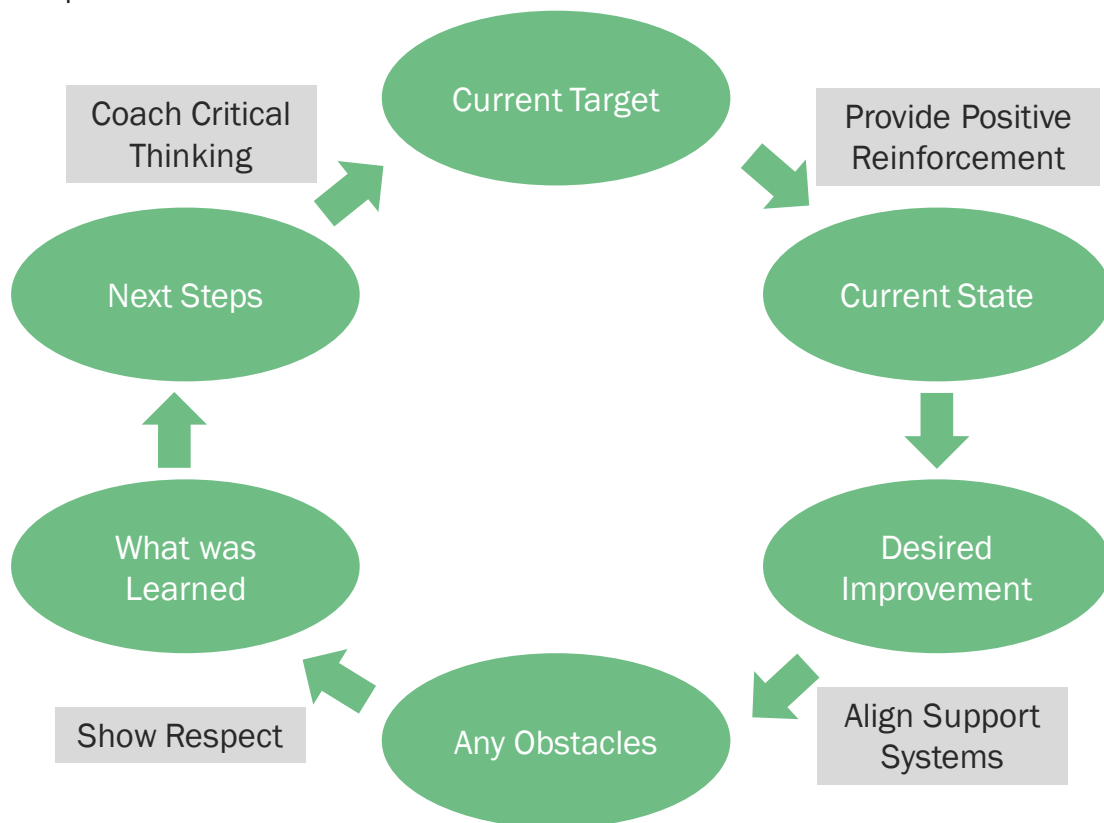 Current Target
Coach Critical
Thinking
Provide Positive
Reinforcement
Next Steps
Current State
What was
Learned
Desired
Improvement
Show Respect
Any Obstacles
Align Support
Systems